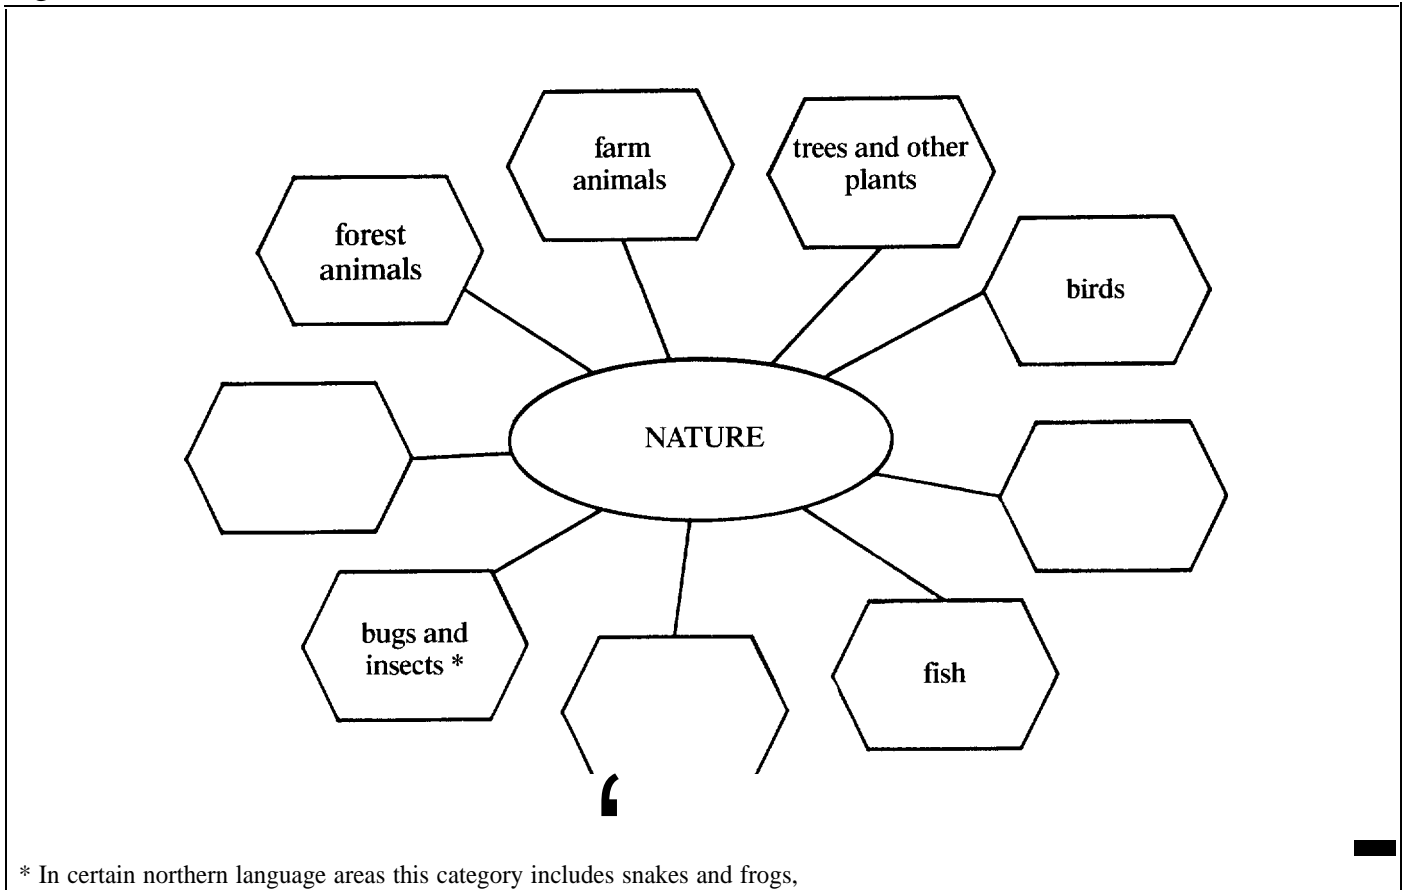 farm
animals
trees and other
plants
forest
animals
birds
NATURE
bugs and
insects *
fish
* In certain northern language areas this category includes snakes and frogs,